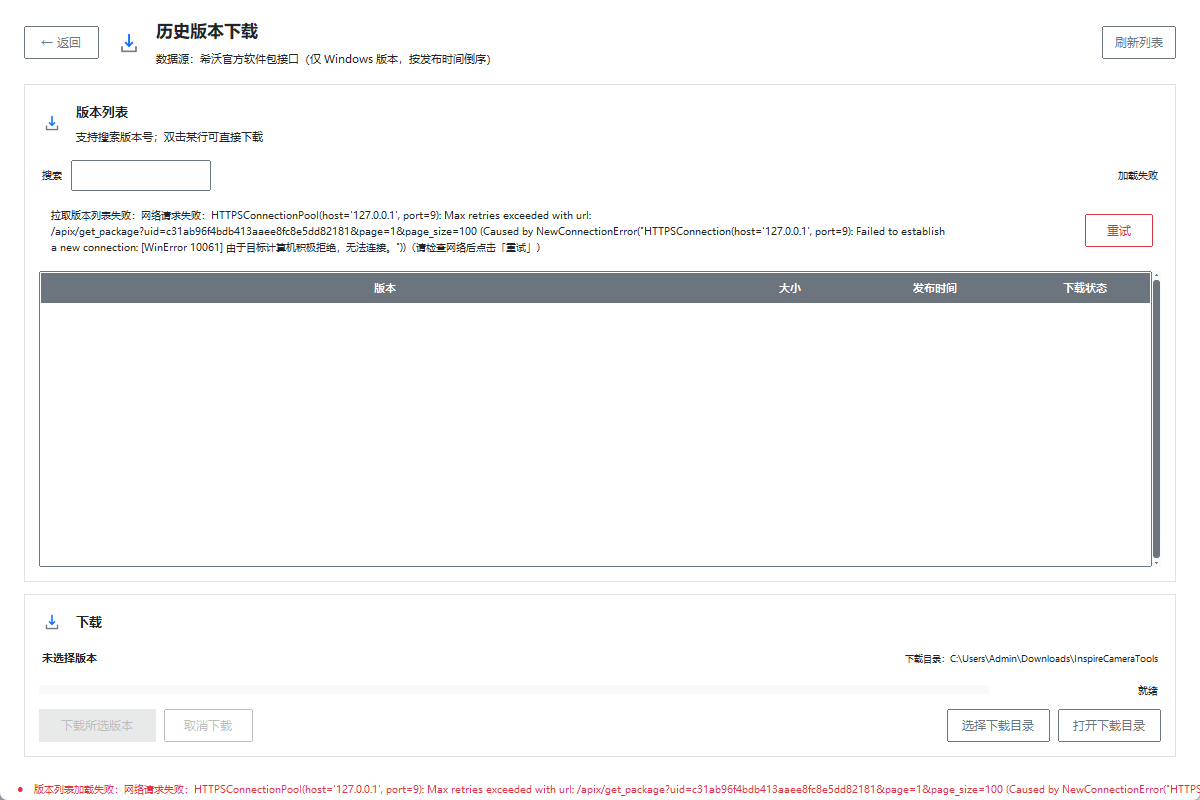 ← 返回
历史版本下载
数据源：希沃官方软件包接口（仅 Windows 版本，按发布时间倒序）
刷新列表
版本列表
支持搜索版本号；双击某行可直接下载
搜索
加载失败
拉取版本列表失败：网络请求失败：HTTPSConnectionPool(host='127.0.0.1', port=9): Max retries exceeded with url:
/apix/get_package?uid=c31ab96f4bdb413aaee8fc8e5dd82181&page=1&page_size=100 (Caused by NewConnectionError("HTTPSConnection(host='127.0.0.1', port=9): Failed to establish
a new connection: [WinError 10061] 由于目标计算机积极拒绝，无法连接。"))（请检查网络后点击「重试」）
重试
版本 大小 发布时间 下载状态
下载
未选择版本
下载目录：C:\Users\Admin\Downloads\InspireCameraTools
就绪
下载所选版本 取消下载 选择下载目录 打开下载目录
● 版本列表加载失败：网络请求失败：HTTPSConnectionPool(host='127.0.0.1', port=9): Max retries exceeded with url: /apix/get_package?uid=c31ab96f4bdb413aaee8fc8e5dd82181&page=1&page_size=100 (Caused by NewConnectionError("HTTPS